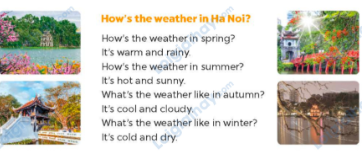 How's the weather in Ha Noi?
How's the weather in spring?
It's warm and rainy.
How's the weather in summer?
It's hot and sunny.
What's the weather like in autumn?
It's cool and cloudy.
What's the weather like in winter?
It's cold and dry.